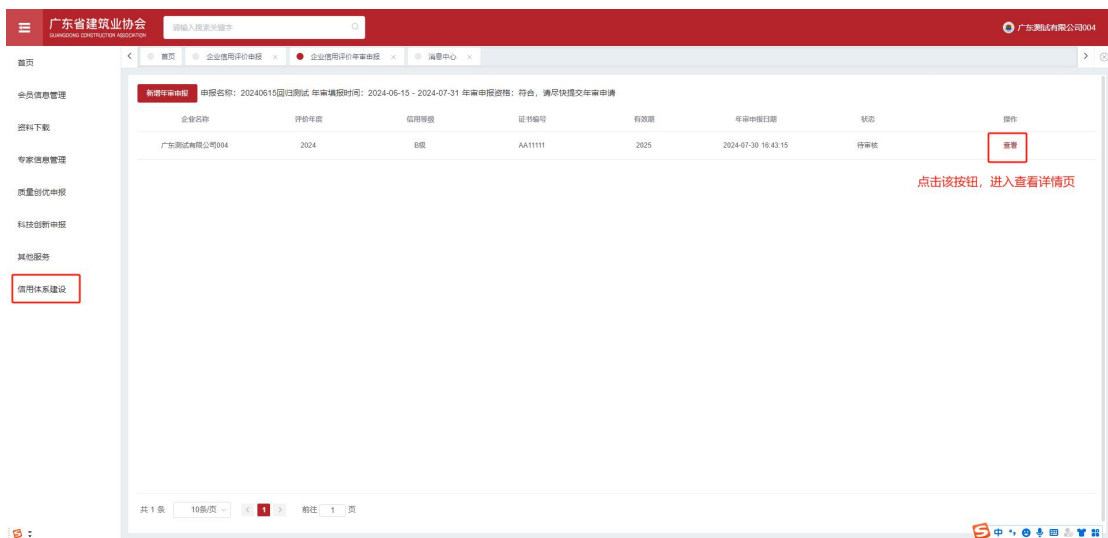 广东省建筑业协会
GUANGDONG CONSTRUCTION ASSOCIATION
请输入搜索关键字
广东测试有限公司004
首页
会员信息管理
资料下载
专家信息管理
质量创优申报
科技创新申报
其他服务
信用体系建设
首页 企业信用评价申报 × 企业信用评价年审申报 × 消息中心 ×
新增年审申报 申报名称：20240615回归测试 年审填报时间：2024-06-15 - 2024-07-31 年审申报资格：符合，请尽快提交年审申请
企业名称 评价年度 信用等级 证书编号 有效期 年审申报日期 状态 操作
广东测试有限公司004 2024 B级 AA11111 2025 2024-07-30 16:43:15 待审核 查看
点击该按钮，进入查看详情页
共 1 条 10条/页 < 1 > 前往 1 页
中